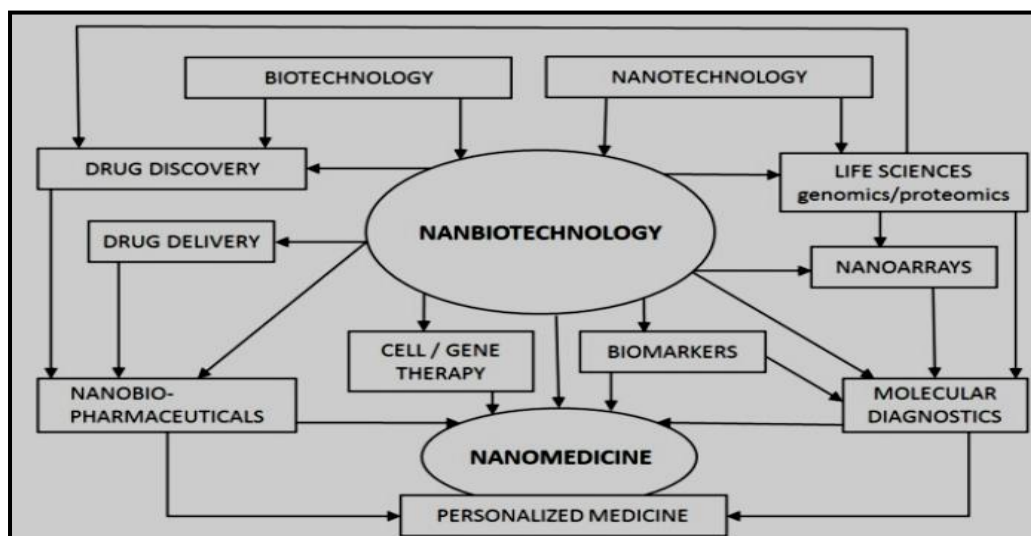 BIOTECHNOLOGY
NANOTECHNOLOGY
DRUG DISCOVERY
LIFE SCIENCES
genomics/proteomics
NANBIOTECHNOLOGY
DRUG DELIVERY
NANOARRAYS
CELL / GENE
THERAPY
BIOMARKERS
NANOBIO-
PHARMACEUTICALS
MOLECULAR
DIAGNOSTICS
NANOMEDICINE
PERSONALIZED MEDICINE